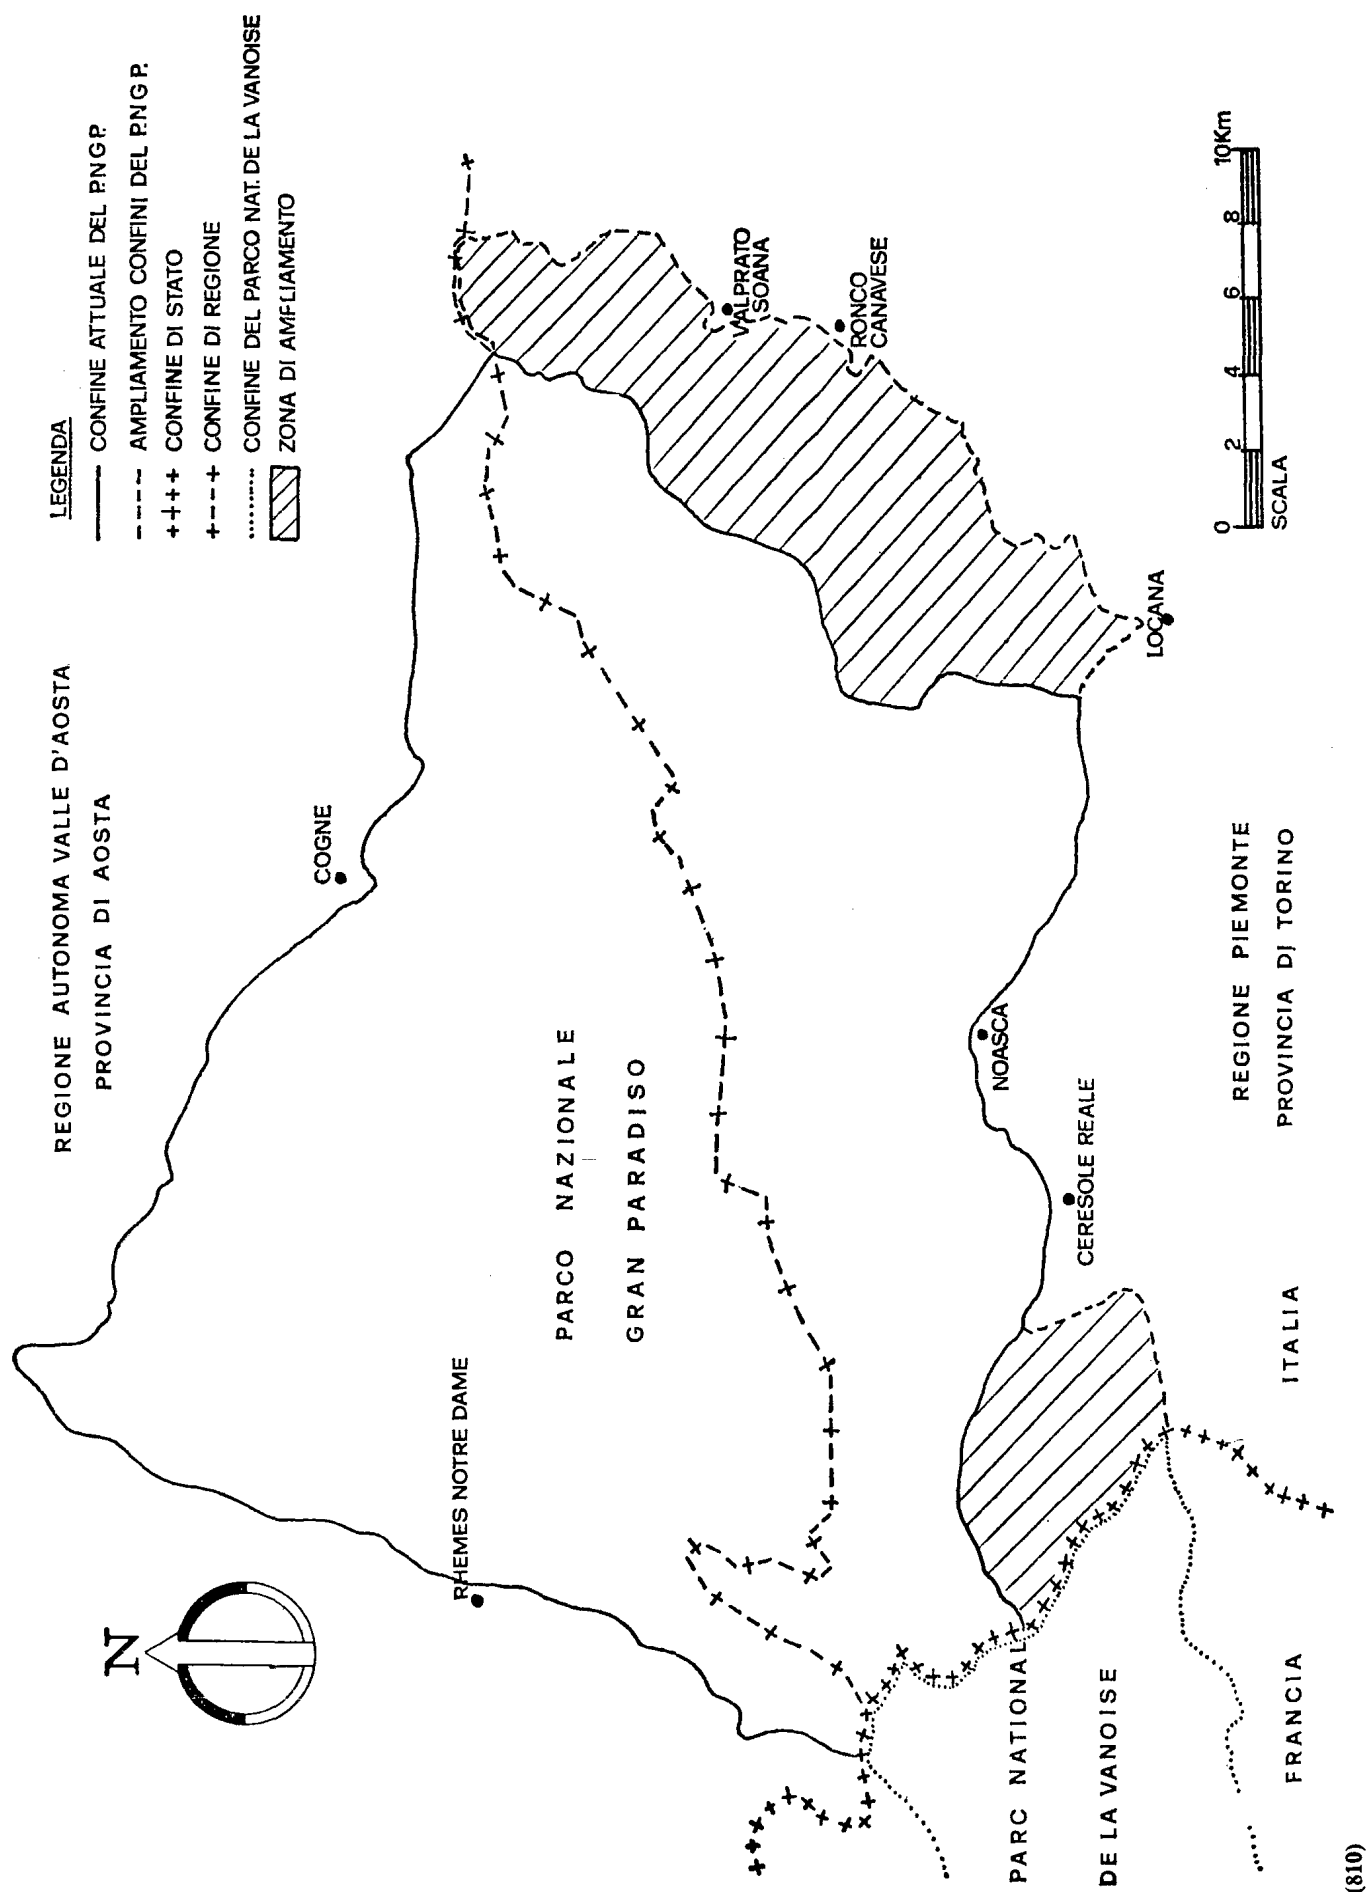 N
REGIONE AUTONOMA VALLE D'AOSTA
PROVINCIA DI AOSTA
LEGENDA
CONFINE ATTUALE DEL P.N.G.P.
AMPLIAMENTO CONFINI DEL P.N.G.P.
CONFINE DI STATO
CONFINE DI REGIONE
CONFINE DEL PARCO NAT. DE LA VANOISE
ZONA DI AMPLIAMENTO
COGNE
RHEMES NOTRE DAME
PARCO NAZIONALE
GRAN PARADISO
VALPRATO
SOANA
RONCO
CANAVESE
NOASCA
CERESOLE REALE
LOCANA
PARC NATIONAL
DE LA VANOISE
REGIONE PIEMONTE
PROVINCIA DI TORINO
FRANCIA
ITALIA
0 2 4 6 8 10Km
SCALA
(810)